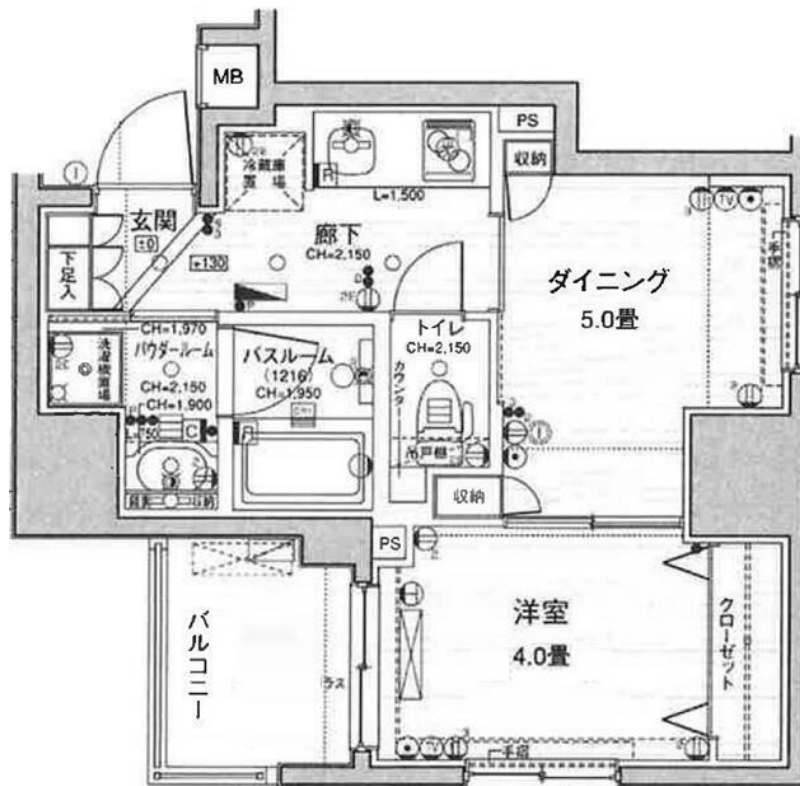 MB
PS
冷蔵庫
置場
R
L=1,500
収納
玄関
±0
下足入
+130
廊下
CH=2,150
ダイニング
5.0畳
TV
手摺
2E
CH=1,970
パウダールーム
CH=2,150
CH=1,900
L=750
C
洗濯機置場
バスルーム
(1216)
CH=1,950
トイレ
CH=2,150
カウンター
吊戸棚
収納
収納
PS
バルコニー
洋室
4.0畳
クローゼット
TV
手摺